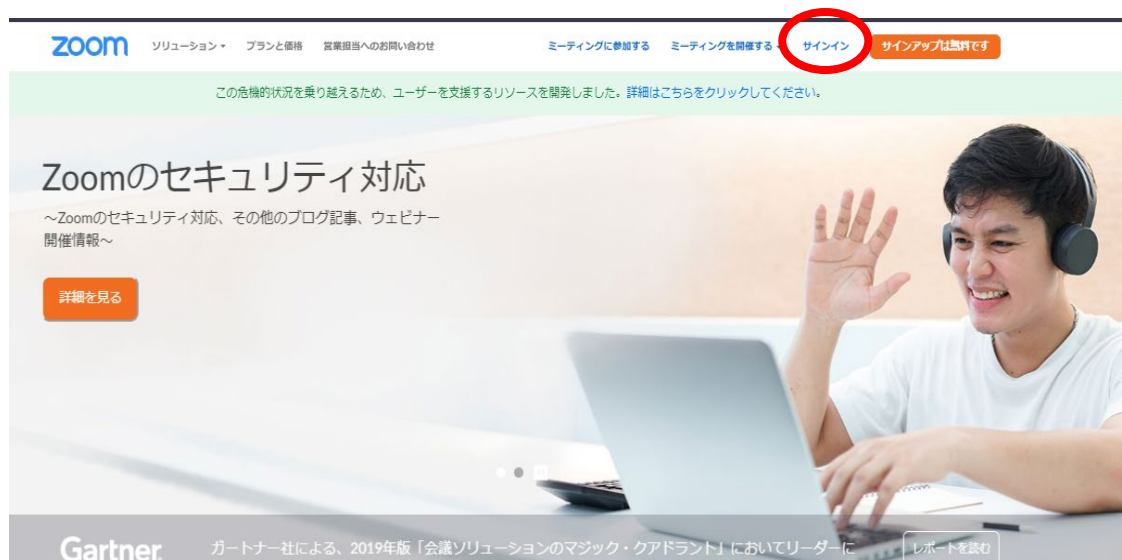 zoom ソリューション プランと価格 営業担当へのお問い合わせ ミーティングに参加する ミーティングを開催する サインイン サインアップは無料です
この危機的状況を乗り越えるため、ユーザーを支援するリソースを開発しました。詳細はこちらをクリックしてください。
Zoomのセキュリティ対応
~Zoomのセキュリティ対応、その他のブログ記事、ウェビナー
開催情報~
詳細を見る
Gartner. ガートナー社による、2019年版「会議ソリューションのマジック・クアドラント」においてリーダーに レポートを読む